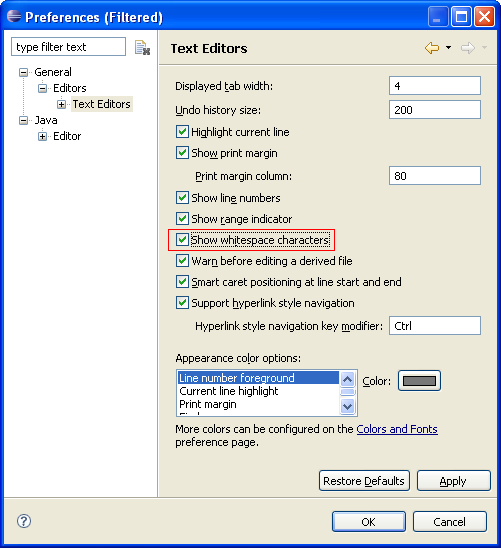 Preferences (Filtered)
type filter text
General
Editors
Text Editors
Java
Editor
Text Editors
Displayed tab width: 4
Undo history size: 200
Highlight current line
Show print margin
Print margin column: 80
Show line numbers
Show range indicator
Show whitespace characters
Warn before editing a derived file
Smart caret positioning at line start and end
Support hyperlink style navigation
Hyperlink style navigation key modifier: Ctrl
Appearance color options:
Line number foreground
Color:
Current line highlight
Print margin
More colors can be configured on the Colors and Fonts
preference page.
Restore Defaults Apply
? OK Cancel